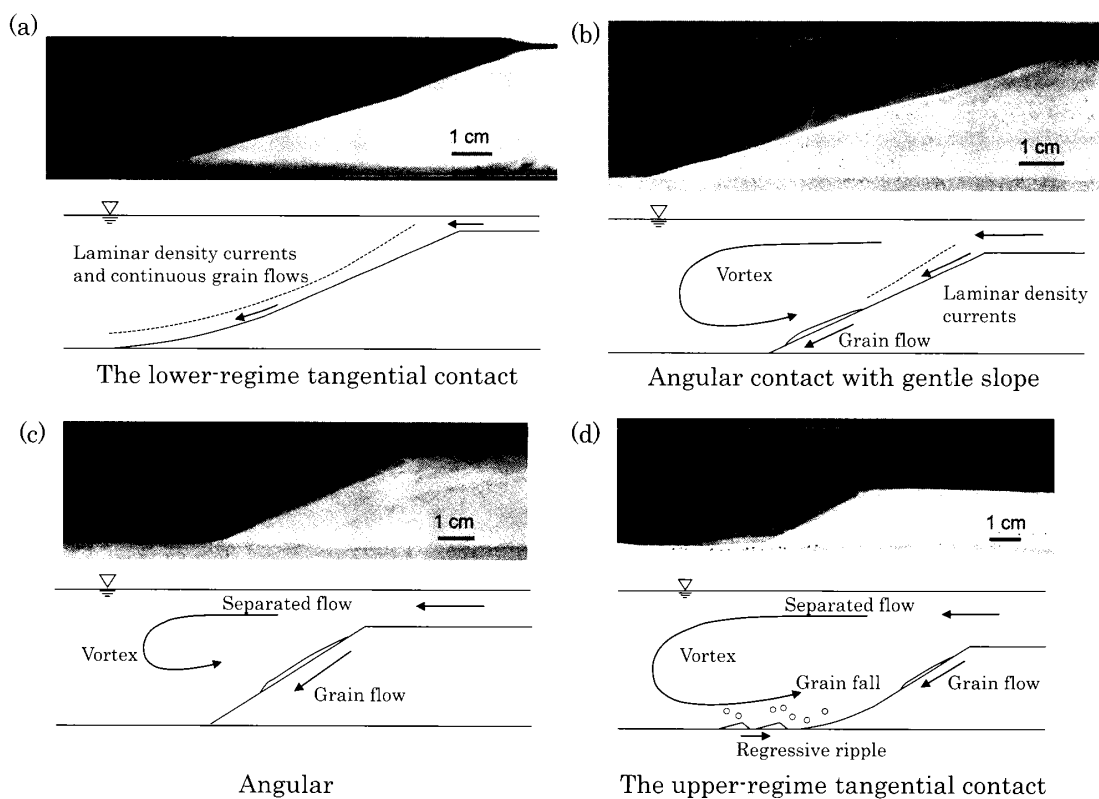 (a)
1 cm
Laminar density currents
and continuous grain flows
The lower-regime tangential contact
(b)
1 cm
Vortex
Laminar density
currents
Grain flow
Angular contact with gentle slope
(c)
1 cm
Separated flow
Vortex
Grain flow
Angular
(d)
1 cm
Separated flow
Vortex
Grain fall
Grain flow
Regressive ripple
The upper-regime tangential contact